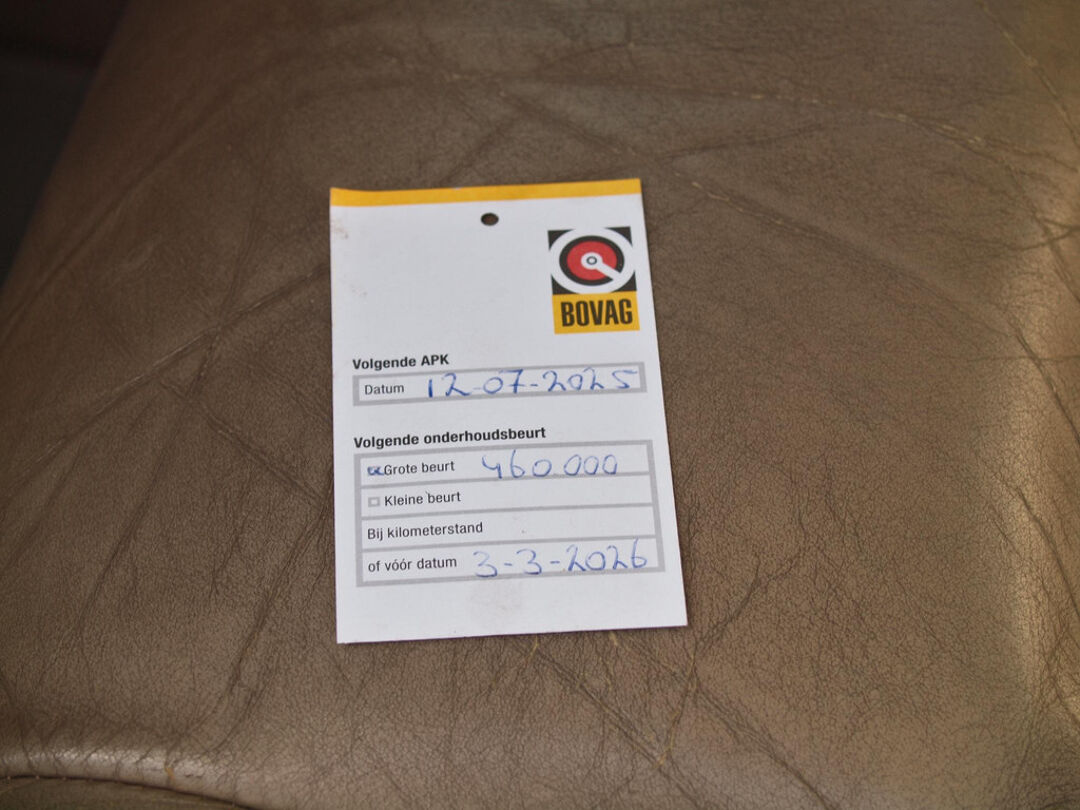 BOVAG
Volgende APK
Datum 12-07-2025
Volgende onderhoudsbeurt
Grote beurt 460.000
Kleine beurt
Bij kilometerstand
of vóór datum 3-3-2026